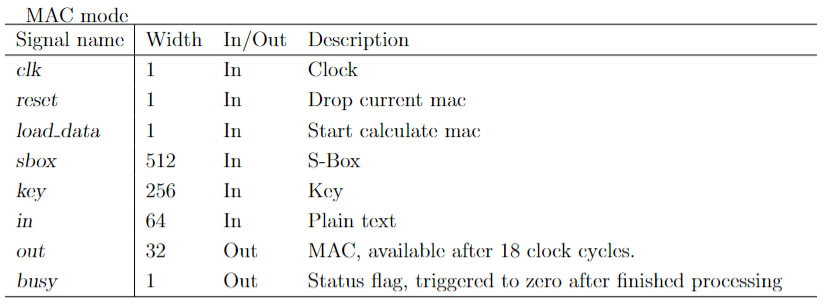 MAC mode
Signal name Width In/Out Description
clk 1 In Clock
reset 1 In Drop current mac
load_data 1 In Start calculate mac
sbox 512 In S-Box
key 256 In Key
in 64 In Plain text
out 32 Out MAC, available after 18 clock cycles.
busy 1 Out Status flag, triggered to zero after finished processing